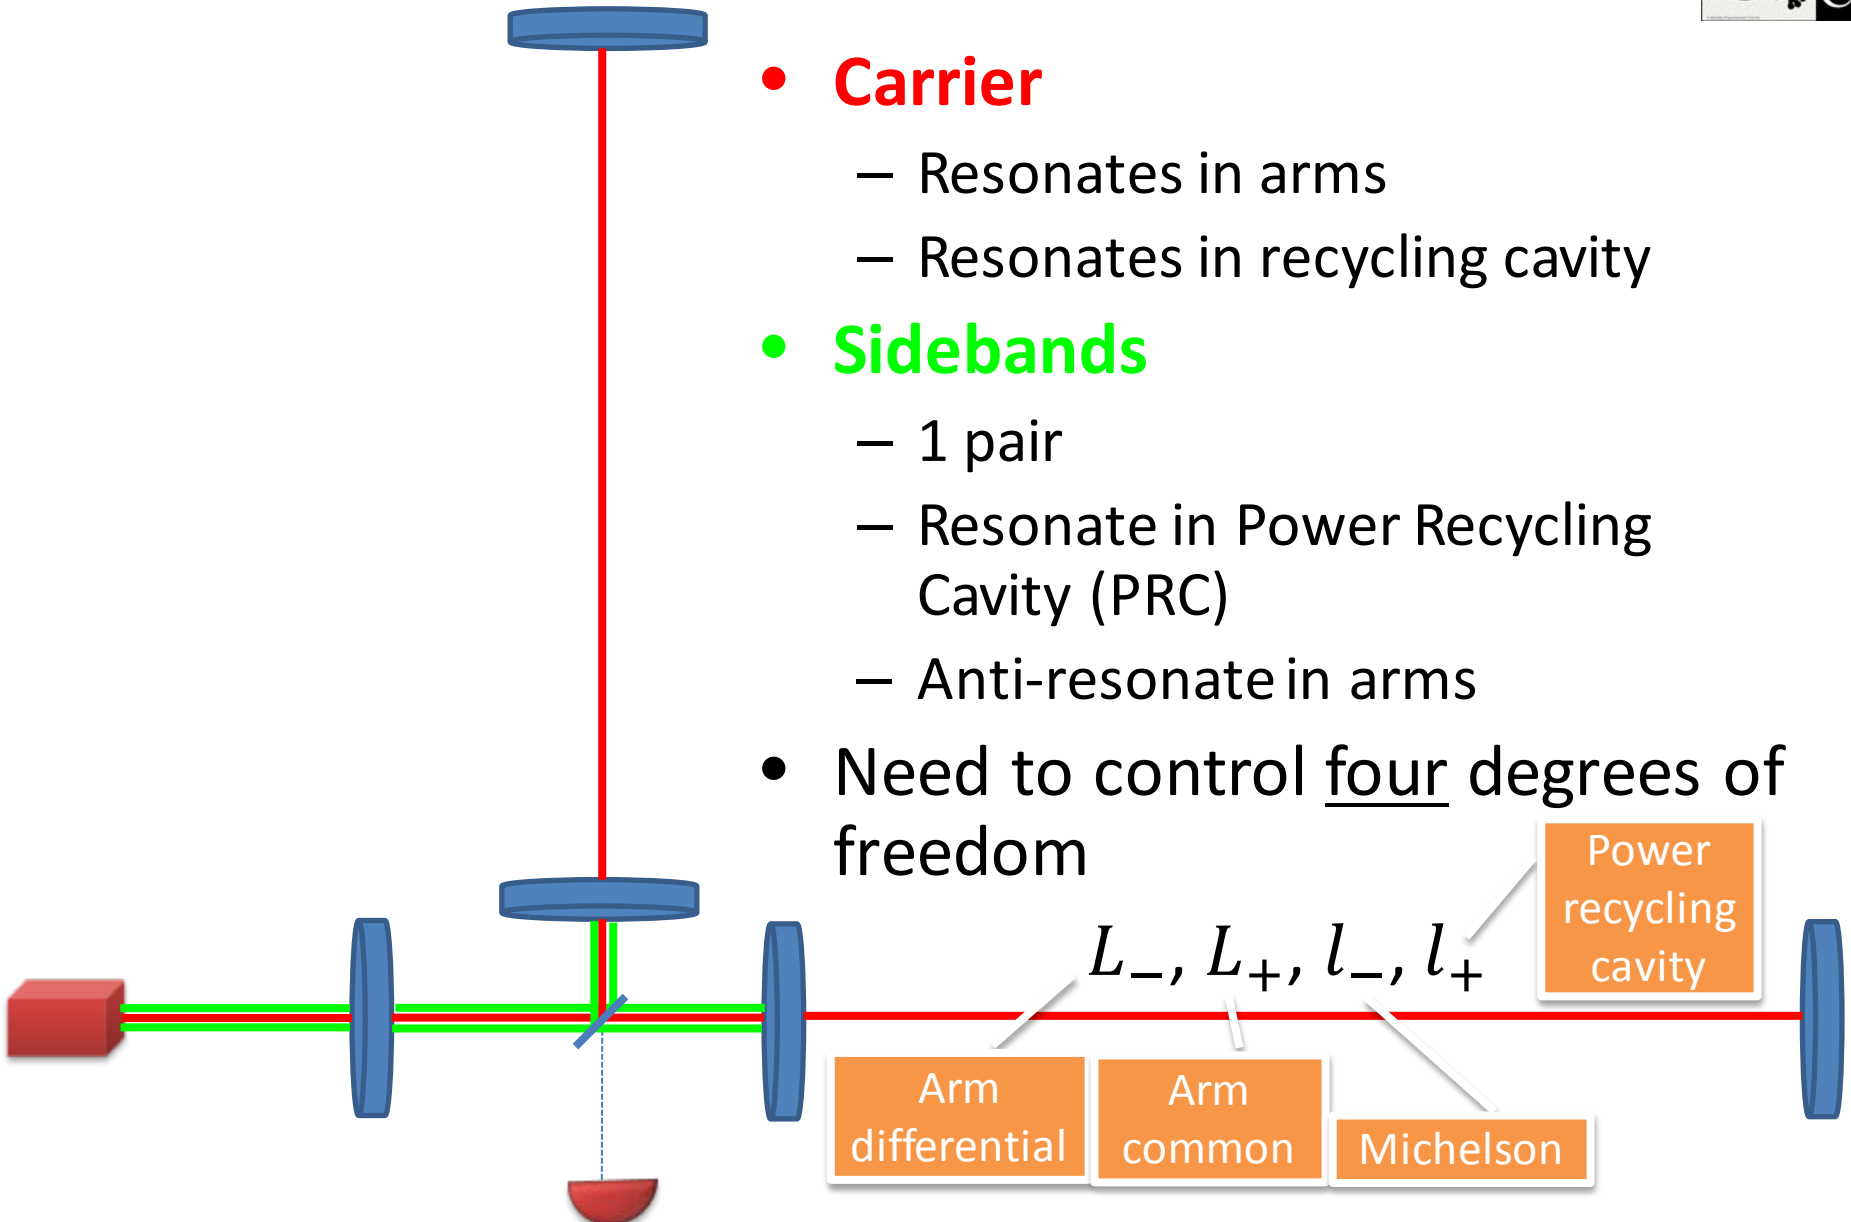 • Carrier
– Resonates in arms
– Resonates in recycling cavity
• Sidebands
– 1 pair
– Resonate in Power Recycling
Cavity (PRC)
– Anti-resonate in arms
• Need to control four degrees of
freedom
Power
recycling
cavity
L₋, L₊, l₋, l₊
Arm
differential
Arm
common
Michelson